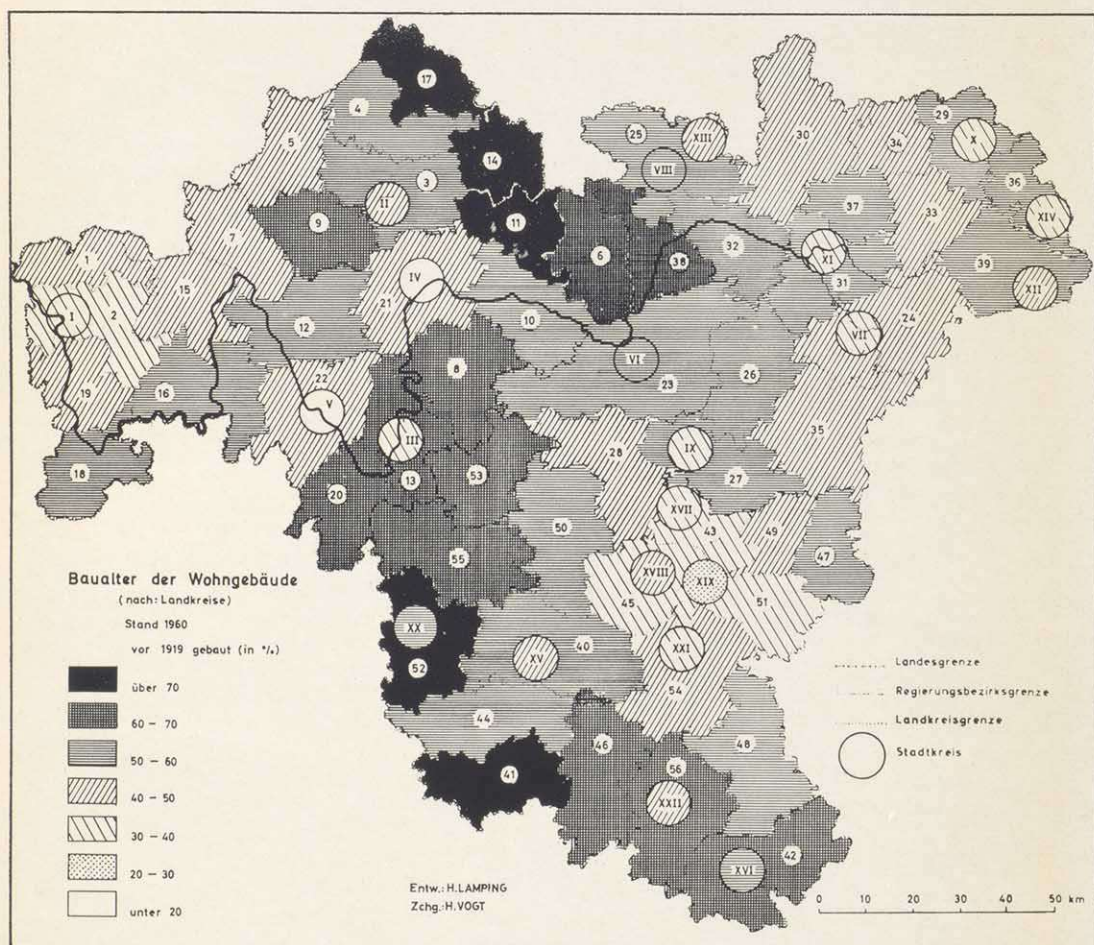 17
4
25
XIII
30
29
X
5
14
34
VIII
36
3
II
11
37
33
XIV
9
7
6
38
32
XI
39
1
15
IV
31
XII
21
24
I
2
10
VII
12
VI
23
26
8
19
16
22
V
III
28
IX
35
18
20
13
53
27
XVII
43
49
50
47
55
XVIII
XIX
45
51
XX
XXI
52
XV
40
54
44
46
48
41
56
XXII
42
XVI
Baualter der Wohngebäude
(nach: Landkreise)
Stand 1960
vor 1919 gebaut (in %)
über 70
60 – 70
50 – 60
40 – 50
30 – 40
20 – 30
unter 20
Landesgrenze
Regierungsbezirksgrenze
Landkreisgrenze
Stadtkreis
Entw.: H.LAMPING
Zchg.: H.VOGT
0 10 20 30 40 50 km